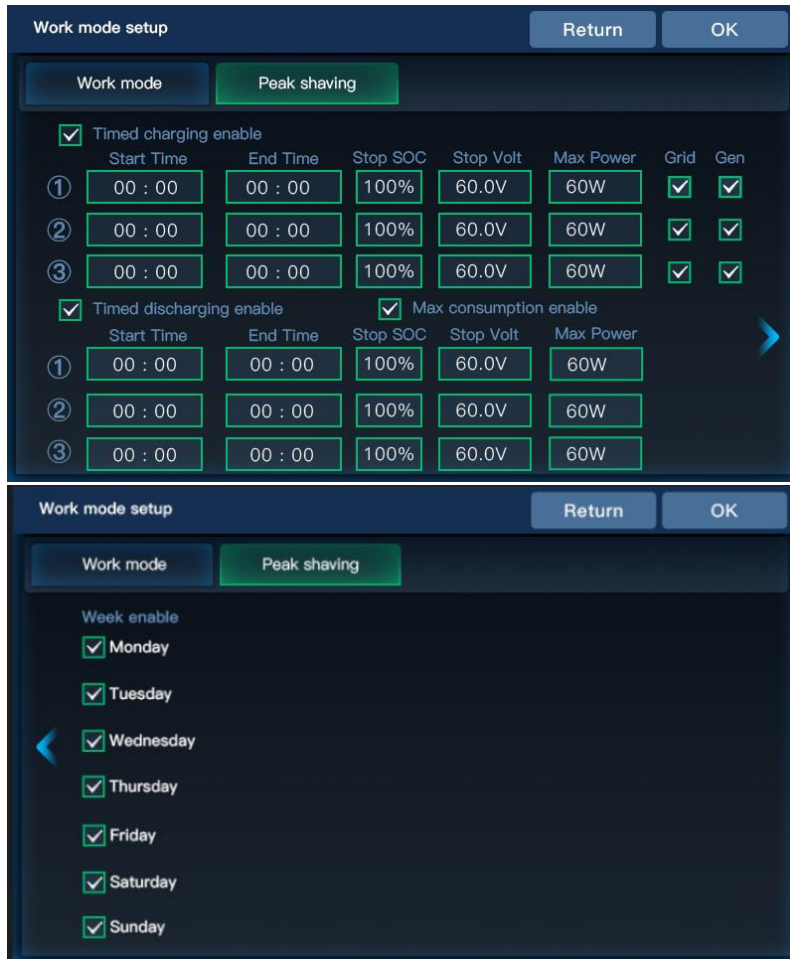 Work mode setup Return OK
Work mode Peak shaving
Timed charging enable
Start Time End Time Stop SOC Stop Volt Max Power Grid Gen
① 00 : 00 00 : 00 100% 60.0V 60W
② 00 : 00 00 : 00 100% 60.0V 60W
③ 00 : 00 00 : 00 100% 60.0V 60W
Timed discharging enable Max consumption enable
Start Time End Time Stop SOC Stop Volt Max Power
① 00 : 00 00 : 00 100% 60.0V 60W
② 00 : 00 00 : 00 100% 60.0V 60W
③ 00 : 00 00 : 00 100% 60.0V 60W
Work mode setup Return OK
Work mode Peak shaving
Week enable
Monday
Tuesday
Wednesday
Thursday
Friday
Saturday
Sunday